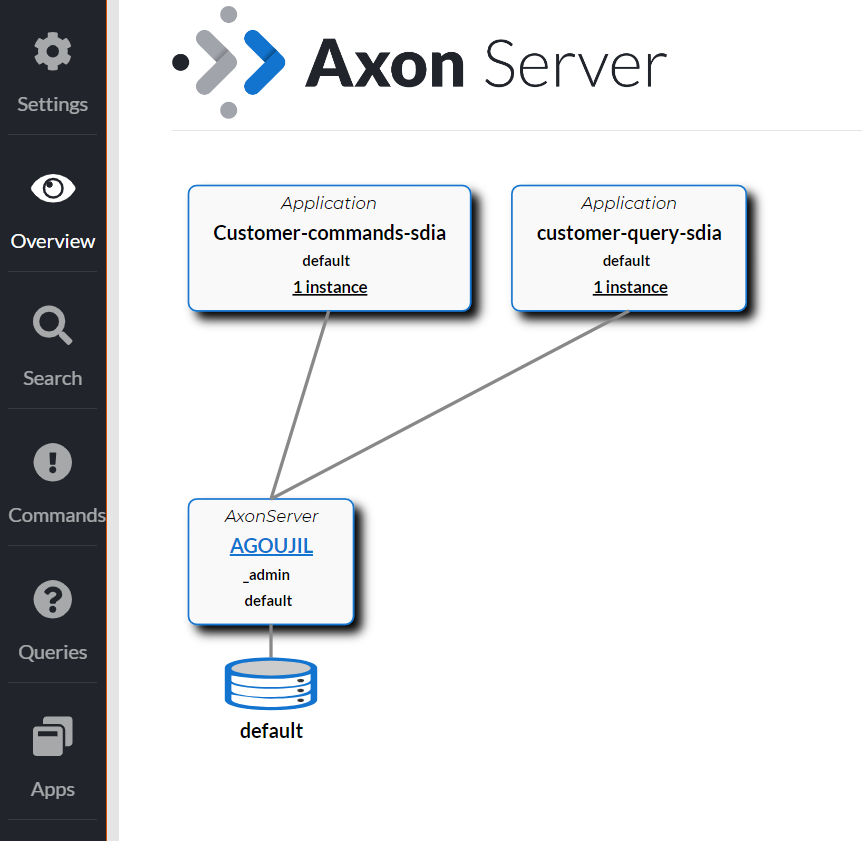 Settings
Overview
Search
Commands
Queries
Apps
Axon Server
Application
Customer-commands-sdia
default
1 instance
Application
customer-query-sdia
default
1 instance
AxonServer
AGOUJIL
_admin
default
default